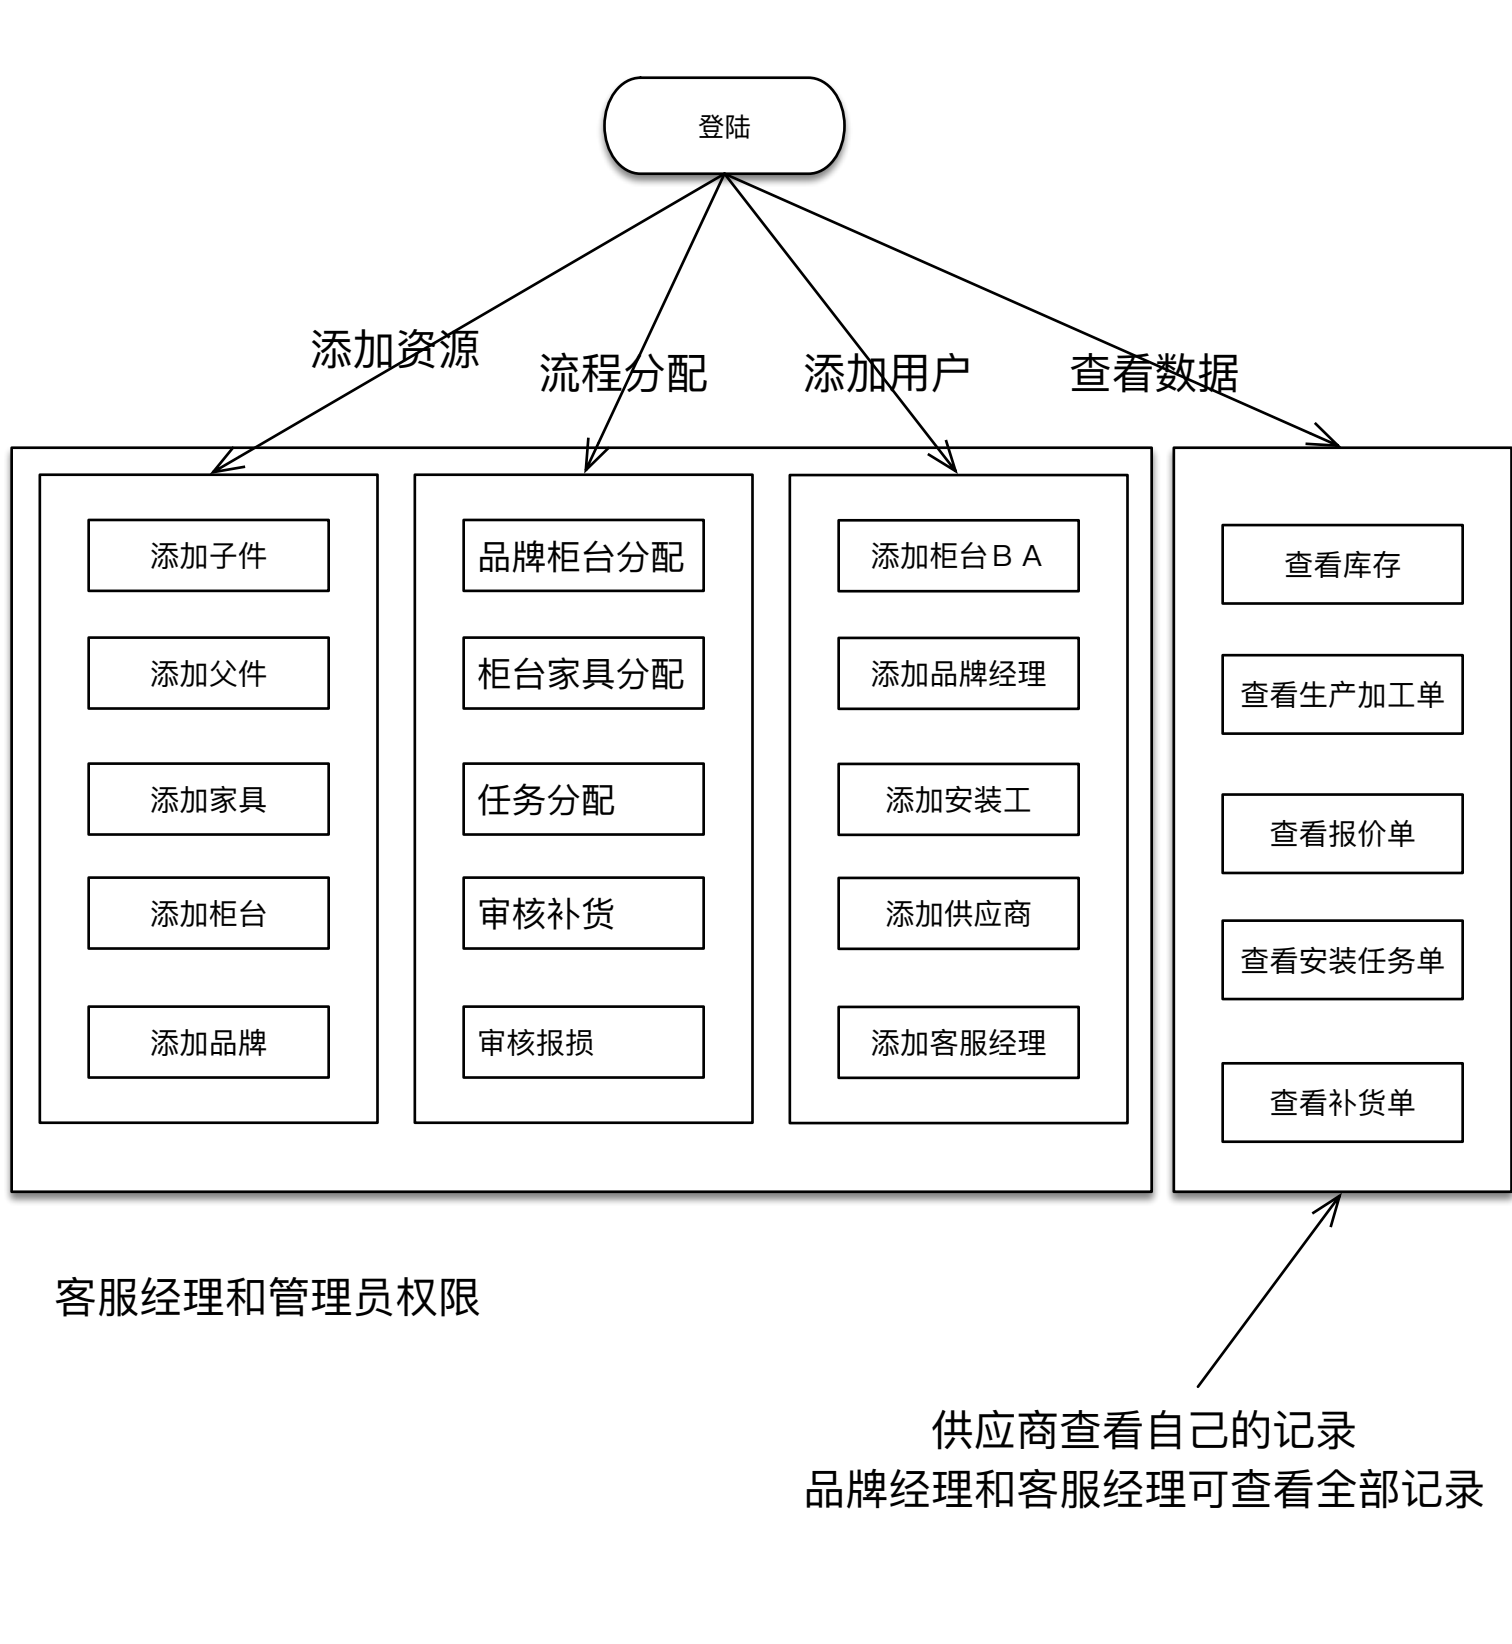 登陆
添加资源
流程分配
添加用户
查看数据
添加子件
添加父件
添加家具
添加柜台
添加品牌
品牌柜台分配
柜台家具分配
任务分配
审核补货
审核报损
添加柜台ＢＡ
添加品牌经理
添加安装工
添加供应商
添加客服经理
查看库存
查看生产加工单
查看报价单
查看安装任务单
查看补货单
客服经理和管理员权限
供应商查看自己的记录
品牌经理和客服经理可查看全部记录